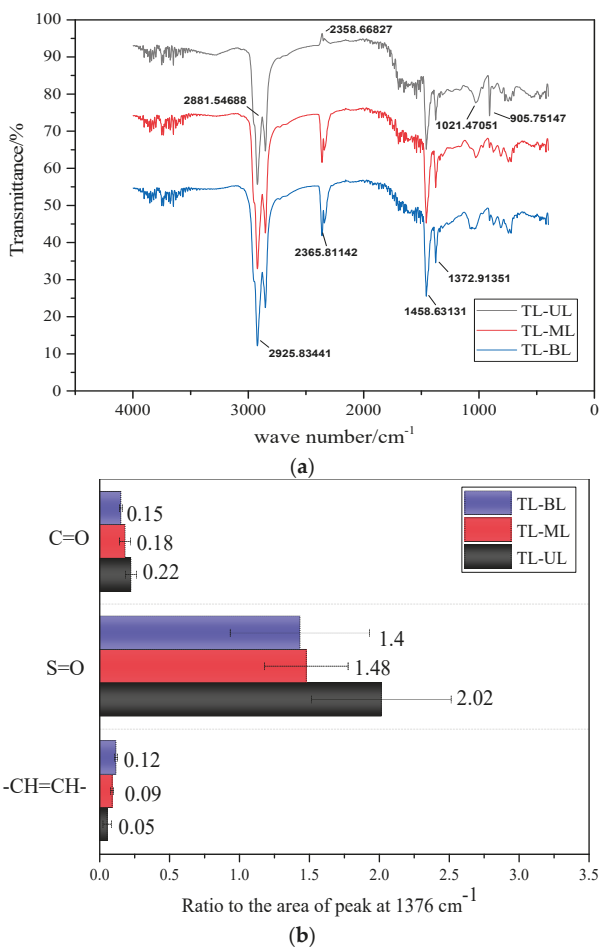 100
90
80
70
60
50
40
30
20
10
0
Transmittance/%
2358.66827
2881.54688
1021.47051
905.75147
2365.81142
1372.91351
1458.63131
2925.83441
TL-UL
TL-ML
TL-BL
4000
3000
2000
1000
0
wave number/cm-1
(a)
TL-BL
TL-ML
TL-UL
C=O
0.15
0.18
0.22
S=O
1.4
1.48
2.02
-CH=CH-
0.12
0.09
0.05
0.0
0.5
1.0
1.5
2.0
2.5
3.0
3.5
Ratio to the area of peak at 1376 cm-1
(b)